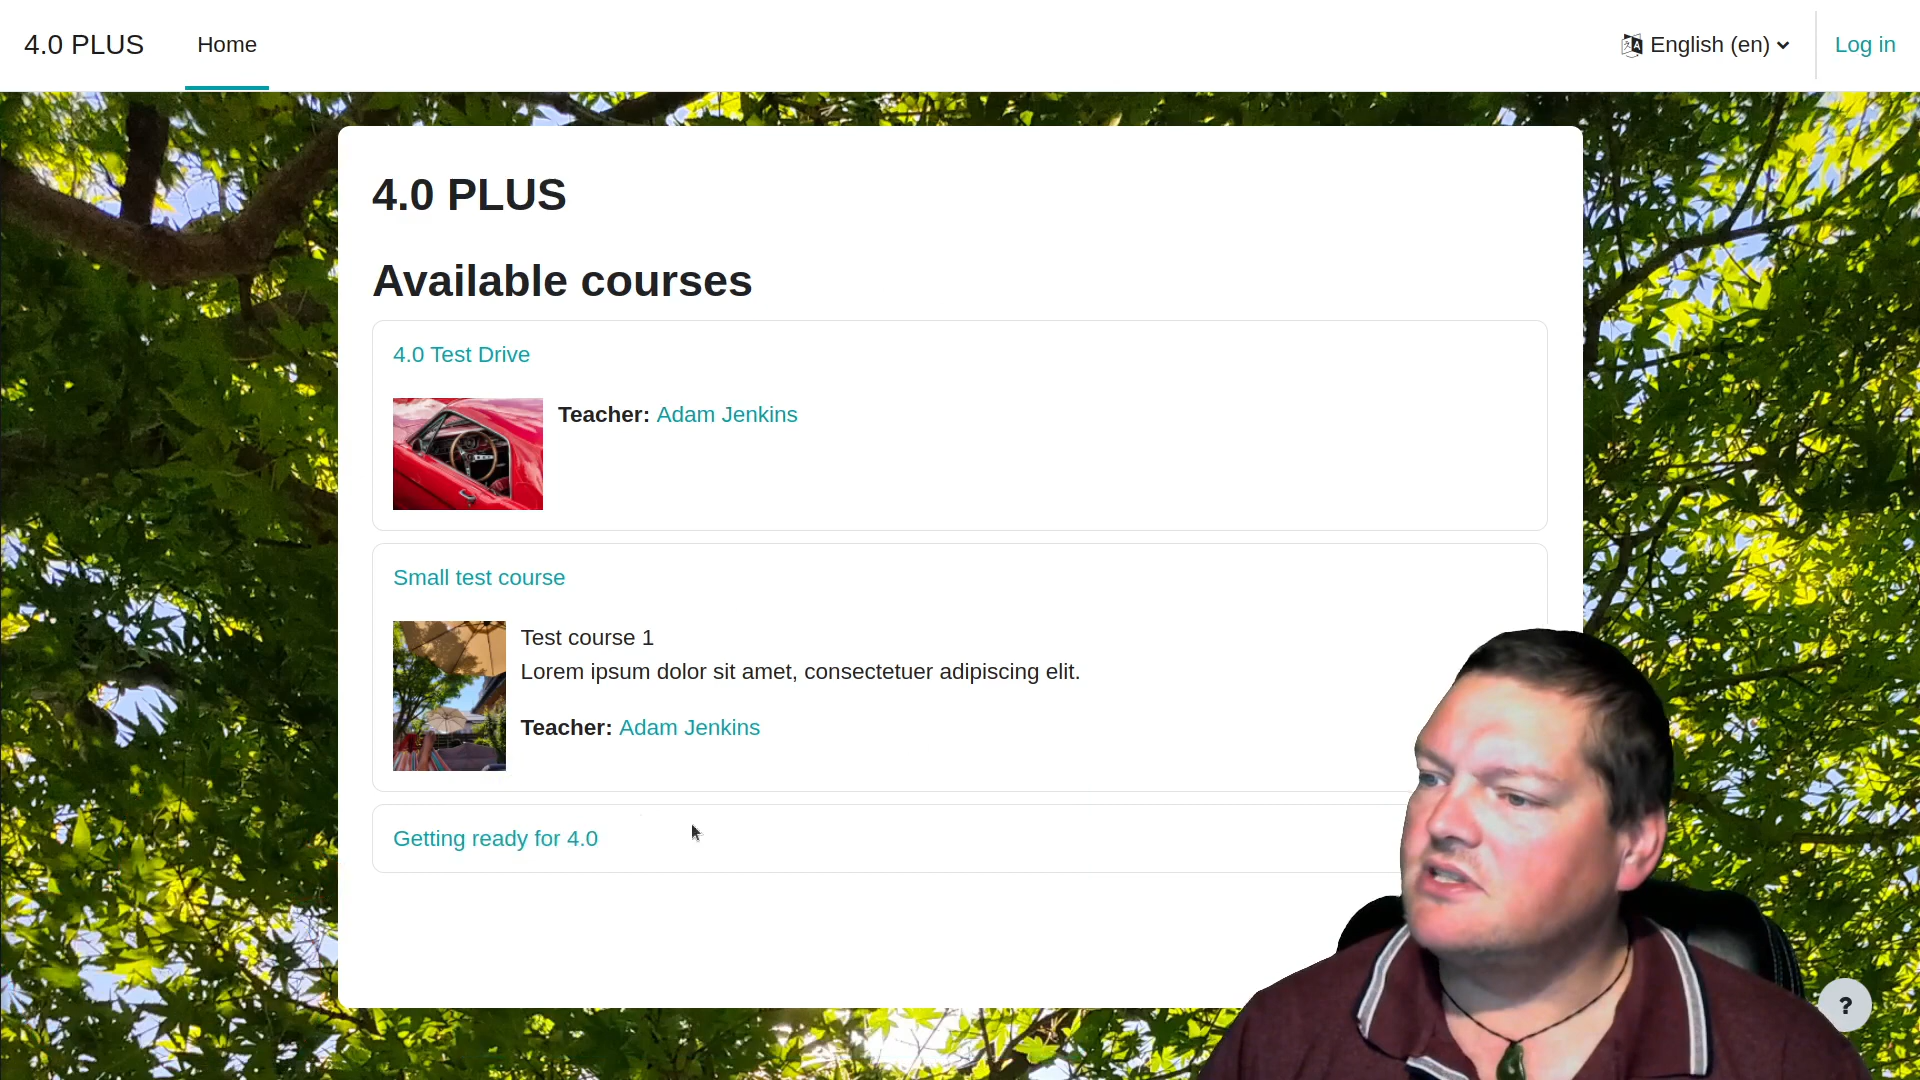 4.0 PLUS
Home
English (en)
Log in
4.0 PLUS
Available courses
4.0 Test Drive
Teacher: Adam Jenkins
Small test course
Test course 1
Lorem ipsum dolor sit amet, consectetuer adipiscing elit.
Teacher: Adam Jenkins
Getting ready for 4.0
?